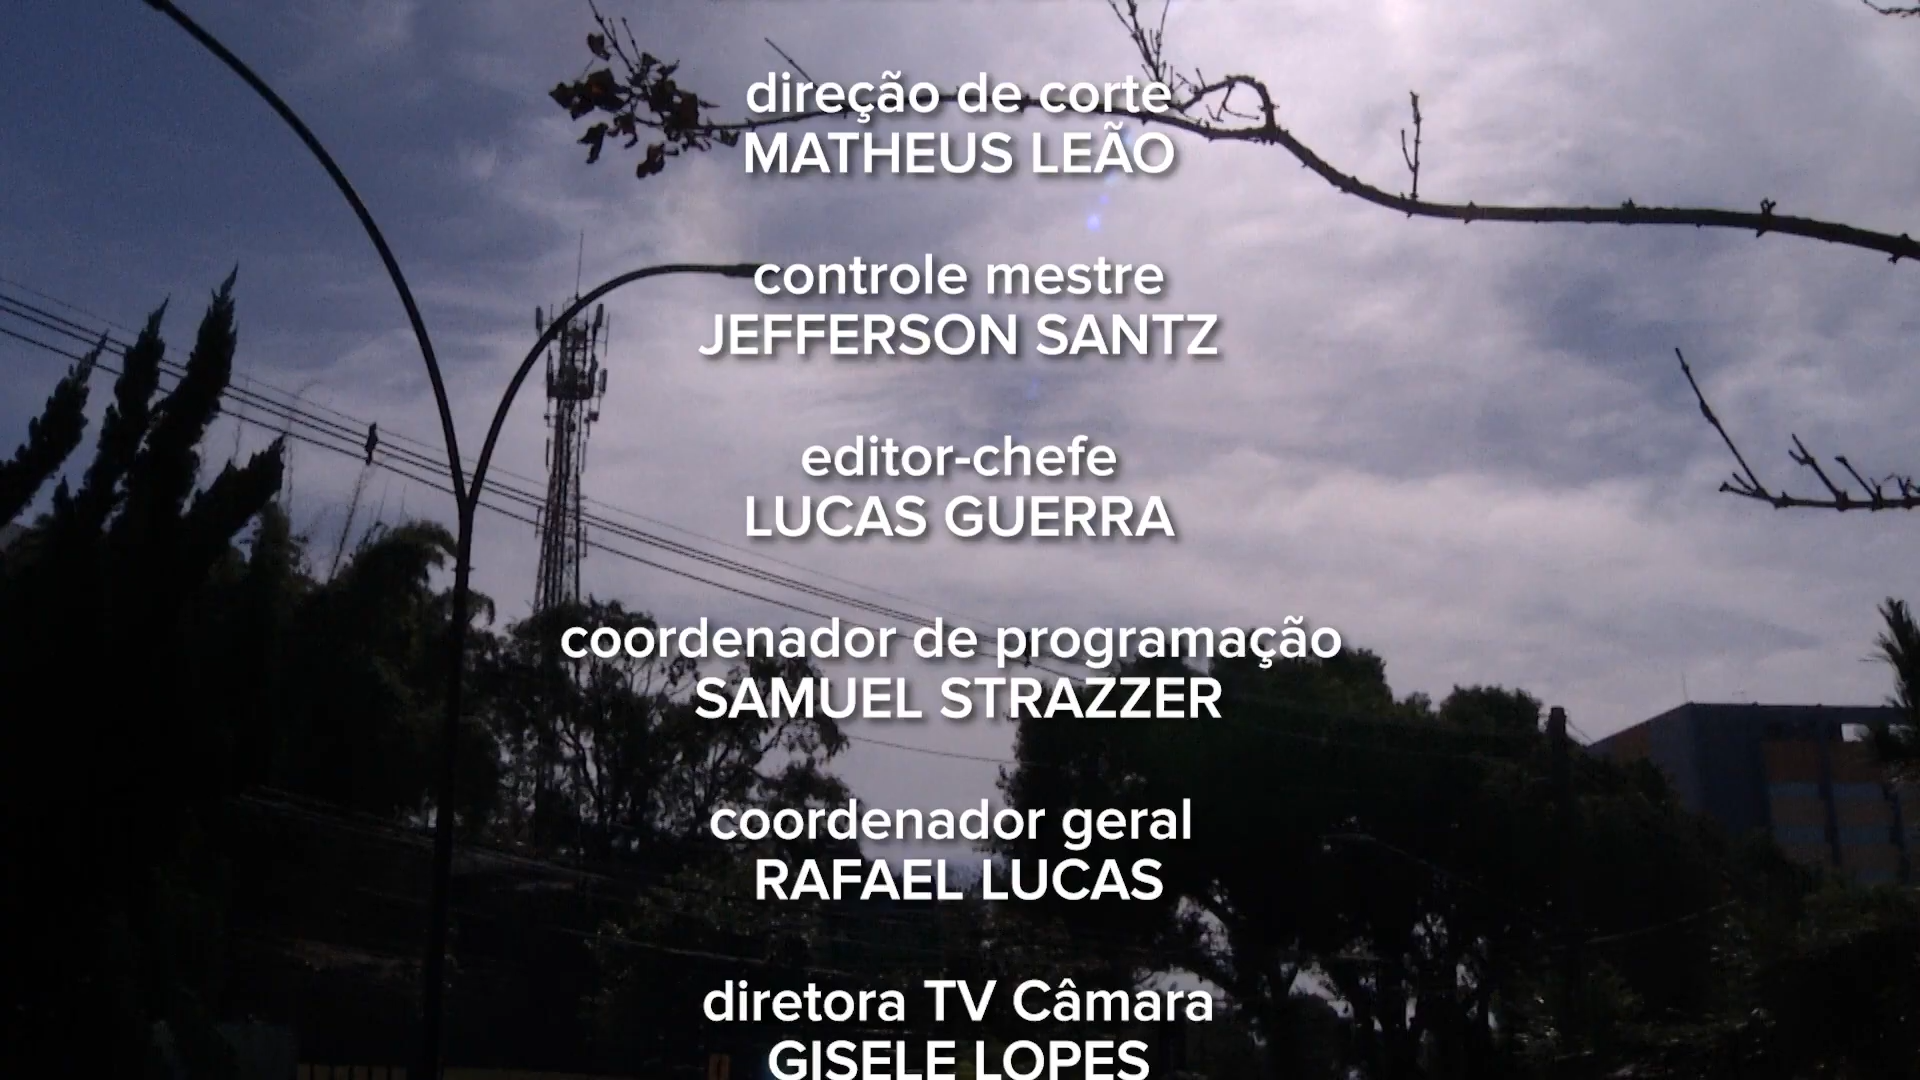 direção de corte
MATHEUS LEÃO
controle mestre
JEFFERSON SANTZ
editor-chefe
LUCAS GUERRA
coordenador de programação
SAMUEL STRAZZER
coordenador geral
RAFAEL LUCAS
diretora TV Câmara
GISELE LOPES